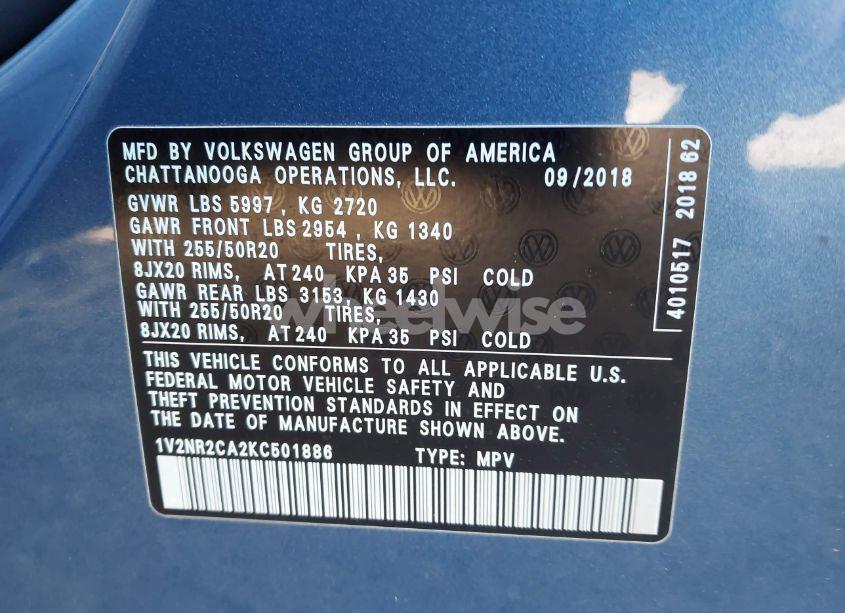 MFD BY VOLKSWAGEN GROUP OF AMERICA
CHATTANOOGA OPERATIONS, LLC. 09/2018
GVWR LBS 5997 , KG 2720
GAWR FRONT LBS 2954 , KG 1340
WITH 255/50R20 TIRES,
8JX20 RIMS, AT 240 KPA 35 PSI COLD
GAWR REAR LBS 3153, KG 1430
WITH 255/50R20 TIRES,
8JX20 RIMS, AT 240 KPA 35 PSI COLD
THIS VEHICLE CONFORMS TO ALL APPLICABLE U.S.
FEDERAL MOTOR VEHICLE SAFETY AND
THEFT PREVENTION STANDARDS IN EFFECT ON
THE DATE OF MANUFACTURE SHOWN ABOVE.
1V2NR2CA2KC501886 TYPE: MPV
4010517 2018 62
wheelwise